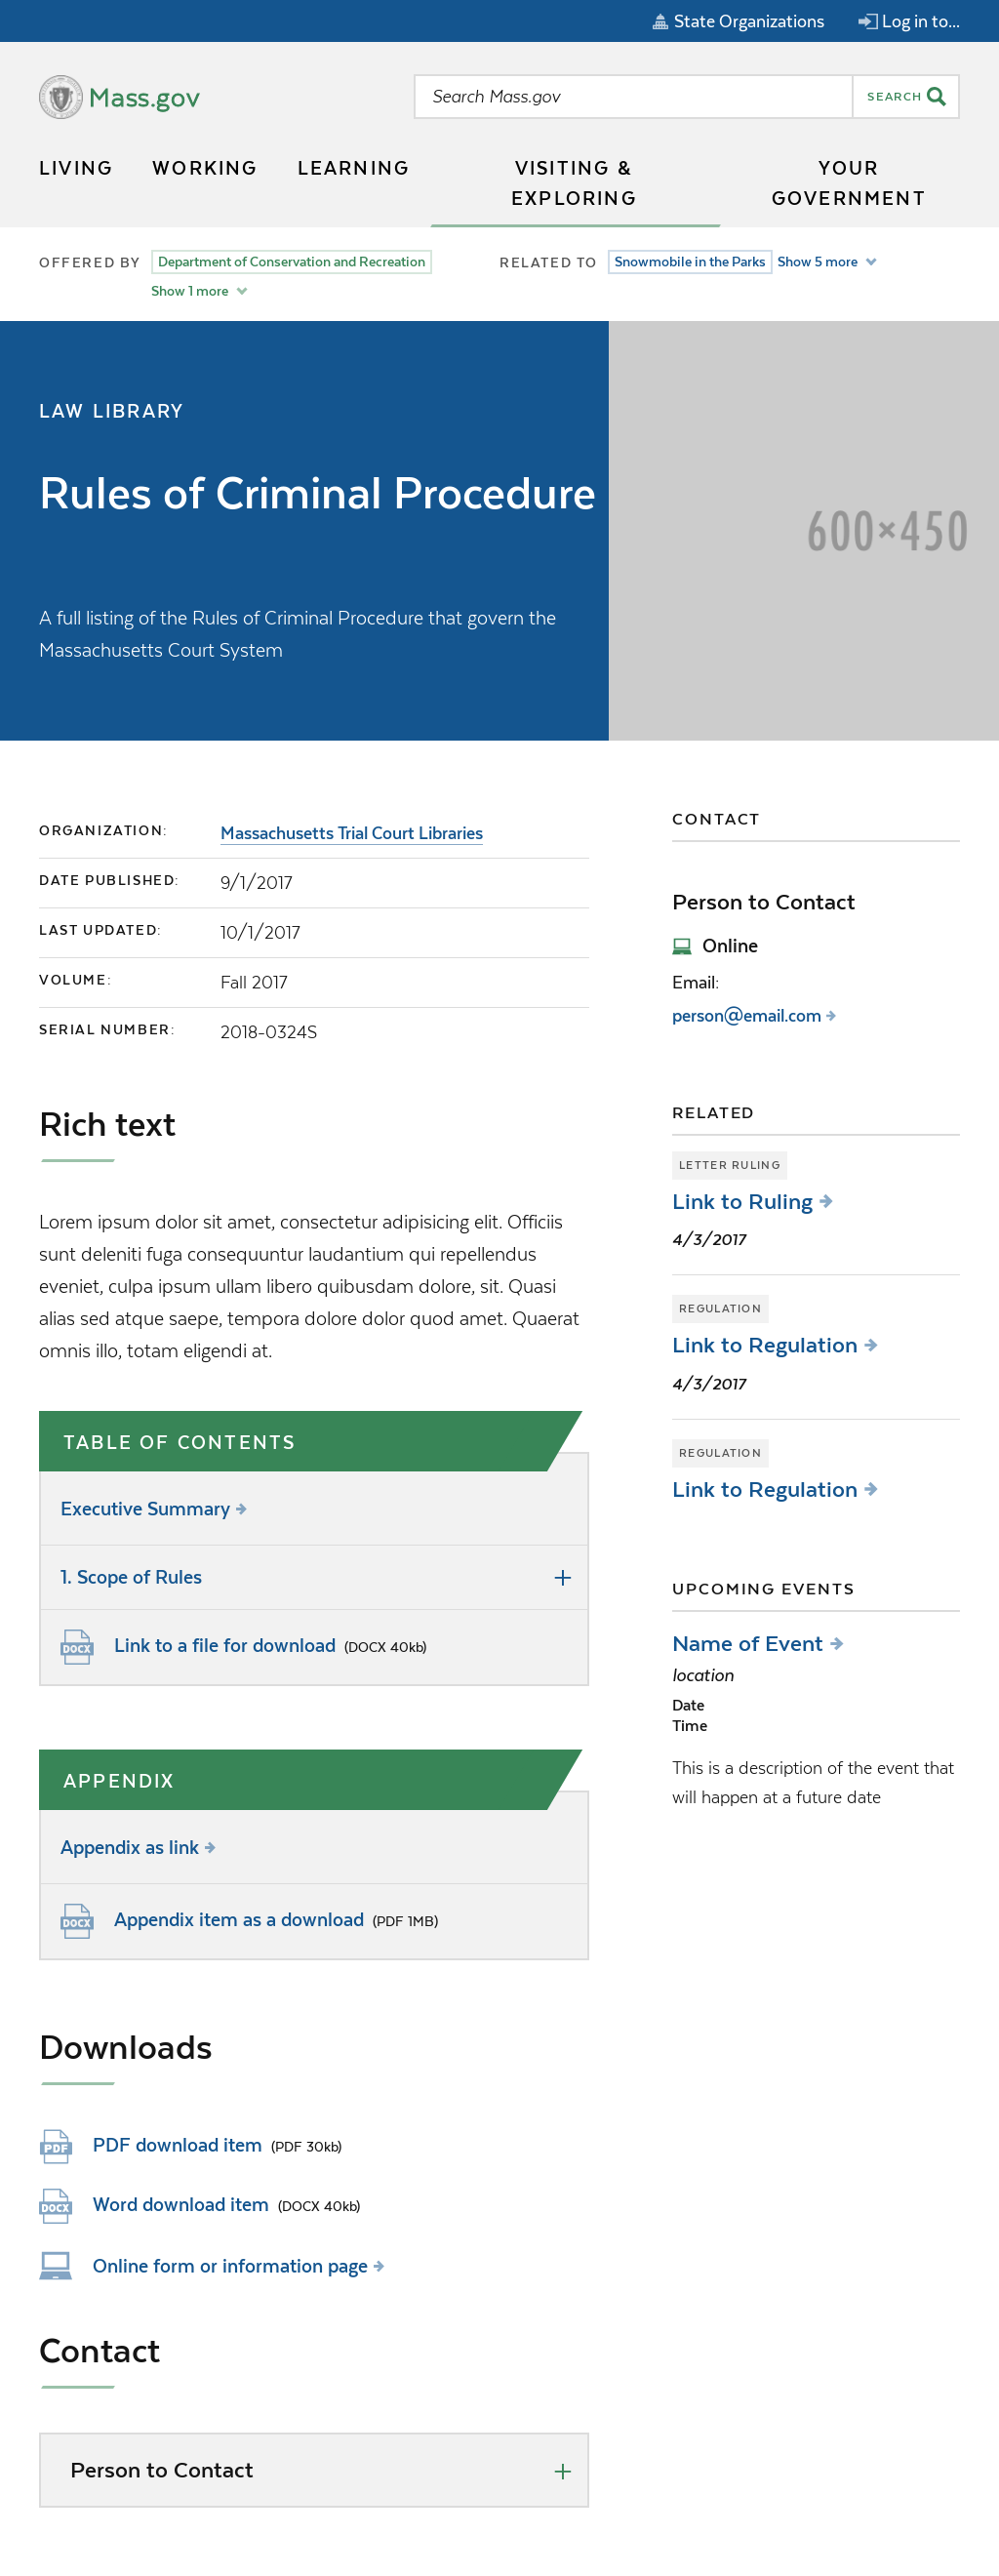 State Organizations
Log in to...
Mass.gov
Search Mass.gov
SEARCH
LIVING
WORKING
LEARNING
VISITING &
EXPLORING
YOUR
GOVERNMENT
OFFERED BY
Department of Conservation and Recreation
Show 1 more
RELATED TO
Snowmobile in the Parks
Show 5 more
LAW LIBRARY
Rules of Criminal Procedure
A full listing of the Rules of Criminal Procedure that govern the
Massachusetts Court System
600×450
ORGANIZATION:
Massachusetts Trial Court Libraries
DATE PUBLISHED:
9/1/2017
LAST UPDATED:
10/1/2017
VOLUME:
Fall 2017
SERIAL NUMBER:
2018-0324S
Rich text
Lorem ipsum dolor sit amet, consectetur adipisicing elit. Officiis
sunt deleniti fuga consequuntur laudantium qui repellendus
eveniet, culpa ipsum ullam libero quibusdam dolore, sit. Quasi
alias sed atque saepe, tempora dolor dolore dolor quod amet. Quaerat
omnis illo, totam eligendi at.
TABLE OF CONTENTS
Executive Summary
1. Scope of Rules
DOCX
Link to a file for download (DOCX 40kb)
APPENDIX
Appendix as link
DOCX
Appendix item as a download (PDF 1MB)
Downloads
PDF
PDF download item (PDF 30kb)
DOCX
Word download item (DOCX 40kb)
Online form or information page
Contact
Person to Contact
CONTACT
Person to Contact
Online
Email:
person@email.com
RELATED
LETTER RULING
Link to Ruling
4/3/2017
REGULATION
Link to Regulation
4/3/2017
REGULATION
Link to Regulation
UPCOMING EVENTS
Name of Event
location
Date
Time
This is a description of the event that
will happen at a future date